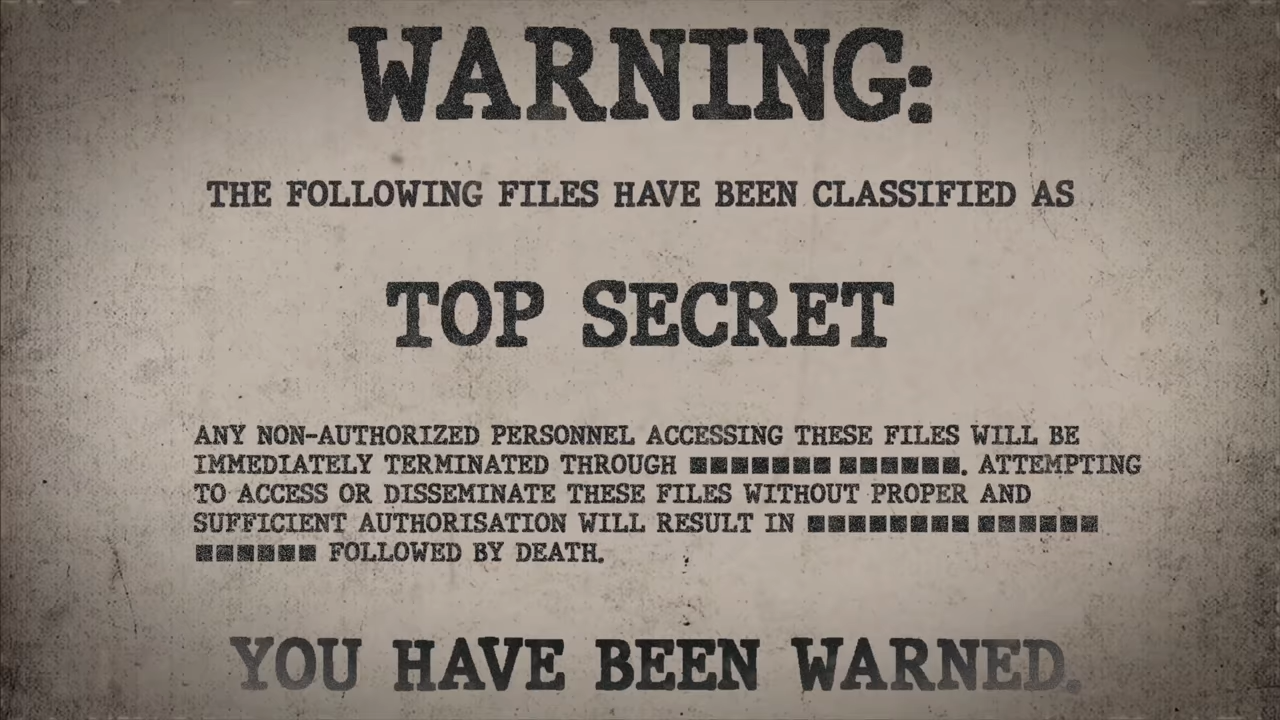 WARNING:
THE FOLLOWING FILES HAVE BEEN CLASSIFIED AS
TOP SECRET
ANY NON-AUTHORIZED PERSONNEL ACCESSING THESE FILES WILL BE
IMMEDIATELY TERMINATED THROUGH ■■■■■■■ ■■■■■■. ATTEMPTING
TO ACCESS OR DISSEMINATE THESE FILES WITHOUT PROPER AND
SUFFICIENT AUTHORISATION WILL RESULT IN ■■■■■■■■ ■■■■■■
■■■■■■ FOLLOWED BY DEATH.
YOU HAVE BEEN WARNED.